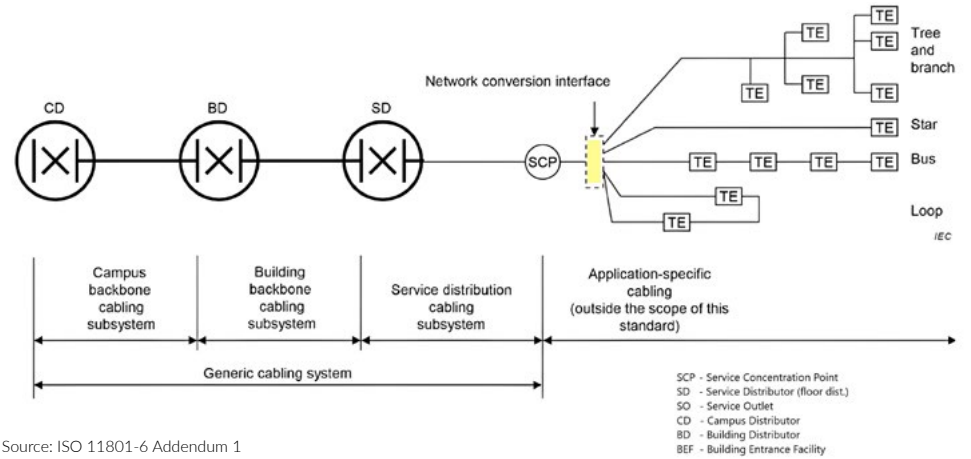 TE
TE
Tree
and
branch
TE
Network conversion interface
TE
TE
TE
CD
BD
SD
TE
Star
SCP
TE
TE
TE
TE
Bus
TE
Loop
TE
IEC
Campus
backbone
cabling
subsystem
Building
backbone
cabling
subsystem
Service distribution
cabling
subsystem
Application-specific
cabling
(outside the scope of this
standard)
Generic cabling system
SCP - Service Concentration Point
SD - Service Distributor (floor dist.)
SO - Service Outlet
CD - Campus Distributor
BD - Building Distributor
BEF - Building Entrance Facility
Source: ISO 11801-6 Addendum 1